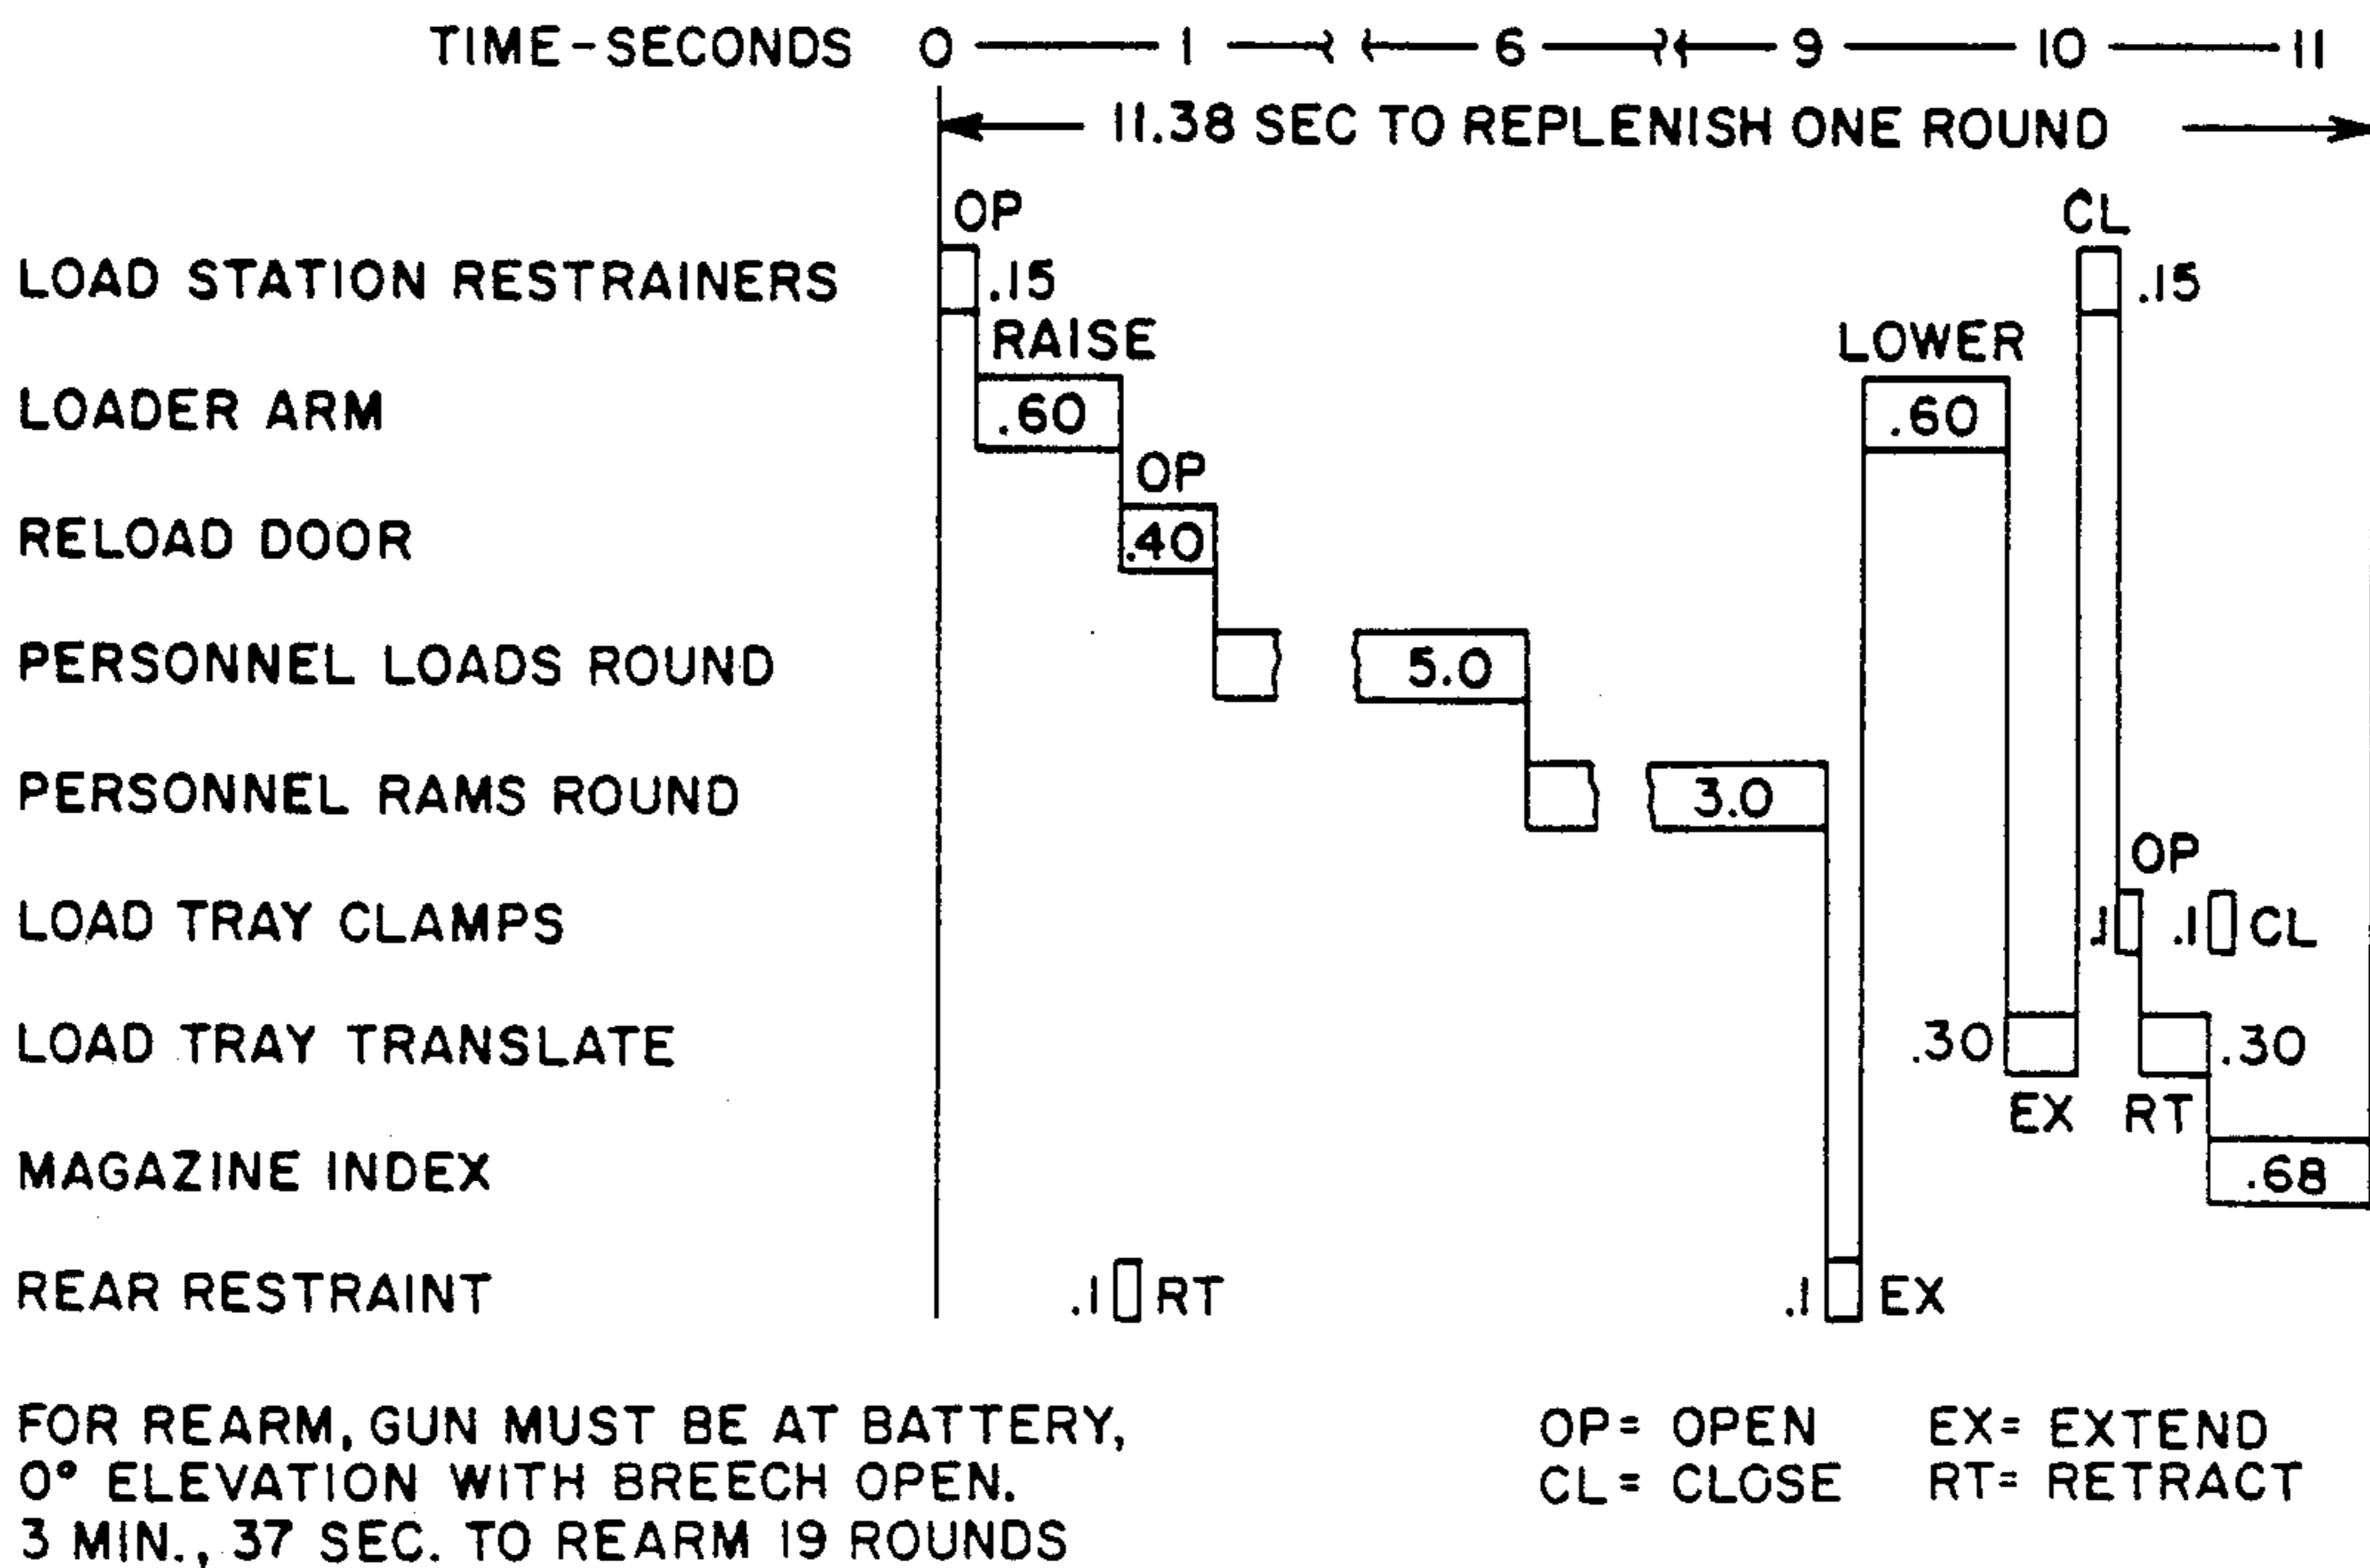 TIME-SECONDS 0 1 6 9 10 11
11.38 SEC TO REPLENISH ONE ROUND
OP CL
LOAD STATION RESTRAINERS .15 .15
RAISE LOWER
LOADER ARM .60 .60
OP
RELOAD DOOR .40
PERSONNEL LOADS ROUND 5.0
PERSONNEL RAMS ROUND 3.0
OP
LOAD TRAY CLAMPS .1 .1 CL
LOAD TRAY TRANSLATE .30 .30
EX RT
MAGAZINE INDEX .68
REAR RESTRAINT .1 RT .1 EX
FOR REARM, GUN MUST BE AT BATTERY,
0° ELEVATION WITH BREECH OPEN.
3 MIN., 37 SEC. TO REARM 19 ROUNDS
OP= OPEN EX= EXTEND
CL= CLOSE RT= RETRACT